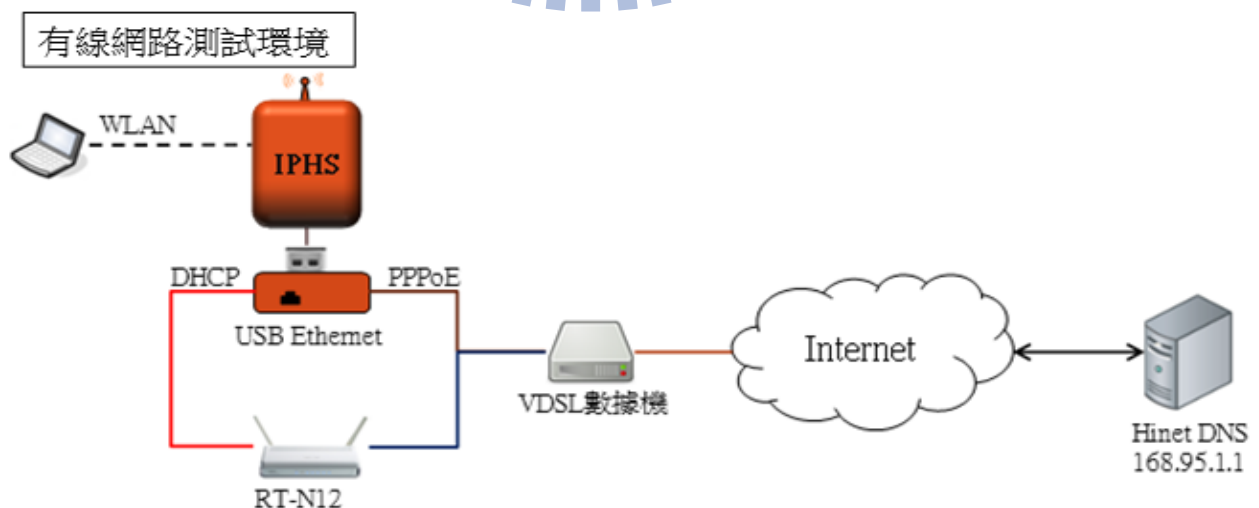 有線網路測試環境
WLAN
IPHS
DHCP
PPPoE
USB Ethernet
Internet
VDSL數據機
Hinet DNS
168.95.1.1
RT-N12